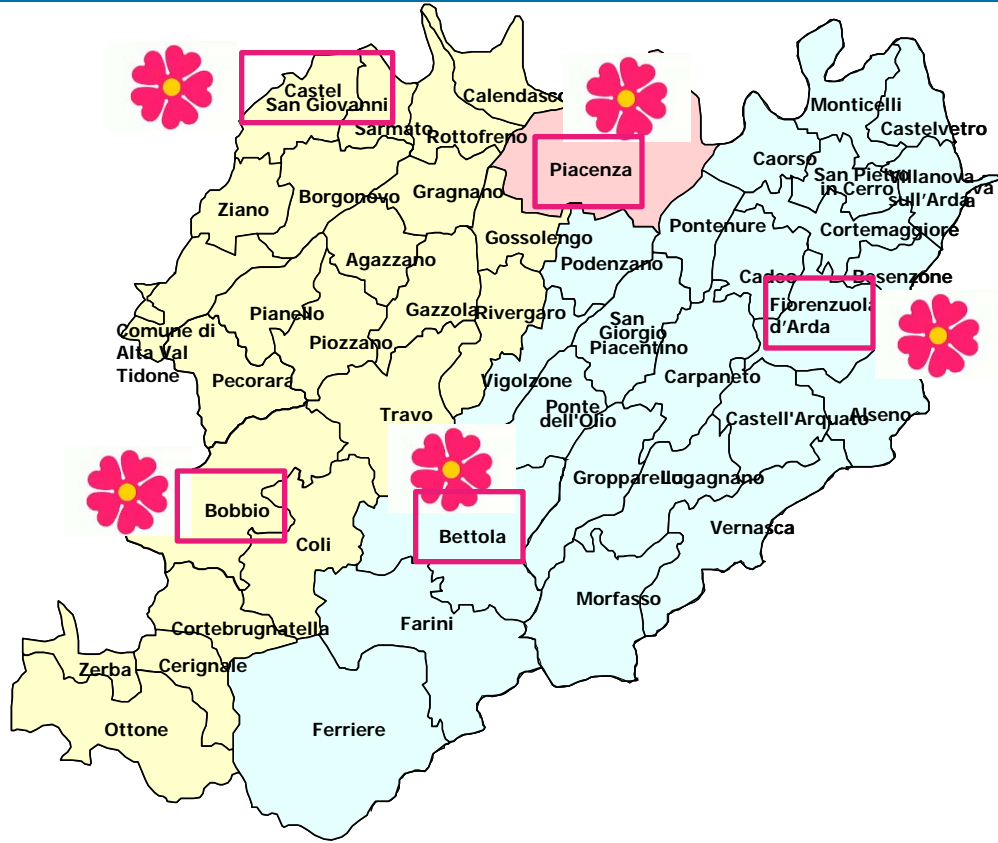 Castel
San Giovanni
Calendasco
Sarmato
Rottofreno
Monticelli
Castelvetro
Piacenza
Caorso
San Pietro
in Cerro
Villanova
sull'Arda
va
a
Borgonovo
Gragnano
Ziano
Pontenure
Cortemaggiore
Gossolengo
Agazzano
Podenzano
Cadeo
Besenzone
Fiorenzuola
d'Arda
Pianello
Gazzola
Rivergaro
San
Giorgio
Piacentino
Comune di
Alta Val
Tidone
Piozzano
Pecorara
Vigolzone
Carpaneto
Travo
Ponte
dell'Olio
Castell'Arquato
Alseno
Gropparello
Lugagnano
Bobbio
Bettola
Vernasca
Coli
Morfasso
Cortebrugnatella
Farini
Zerba
Cerignale
Ottone
Ferriere